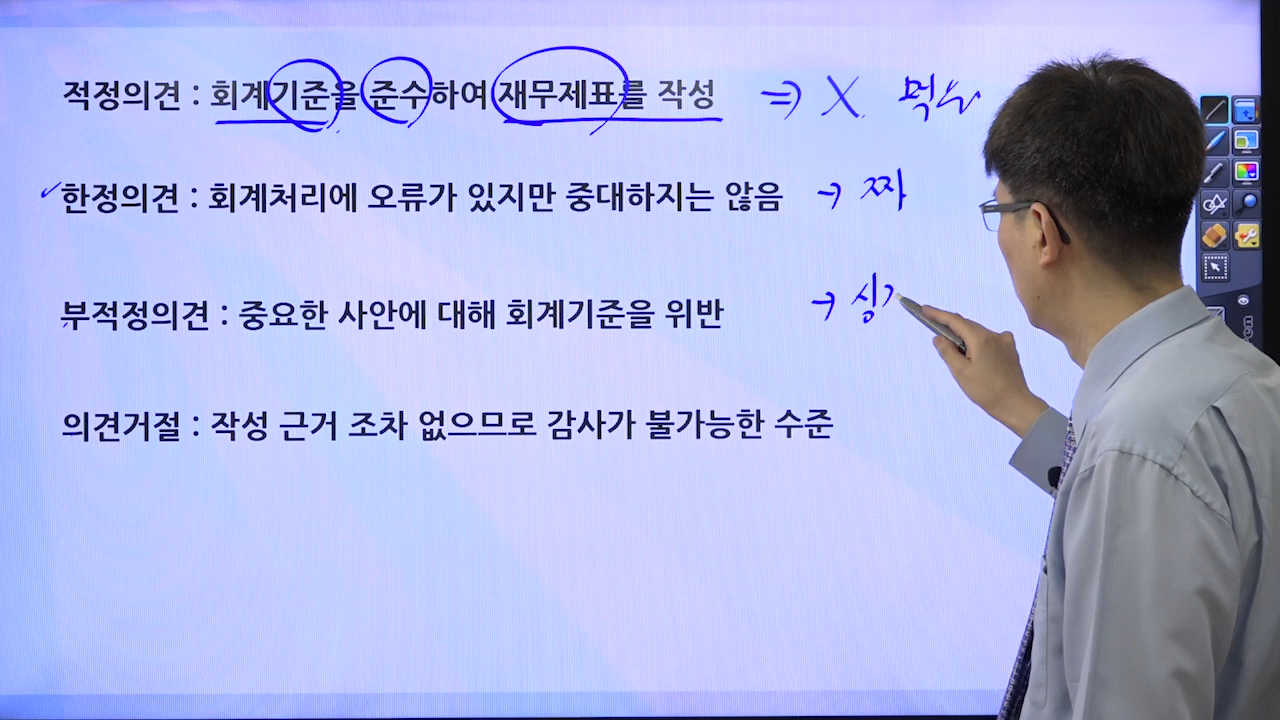 적정의견 : 회계기준을 준수하여 재무제표를 작성 ⇒ X 먹수
한정의견 : 회계처리에 오류가 있지만 중대하지는 않음 → 짜
부적정의견 : 중요한 사안에 대해 회계기준을 위반 → 싱
의견거절 : 작성 근거 조차 없으므로 감사가 불가능한 수준